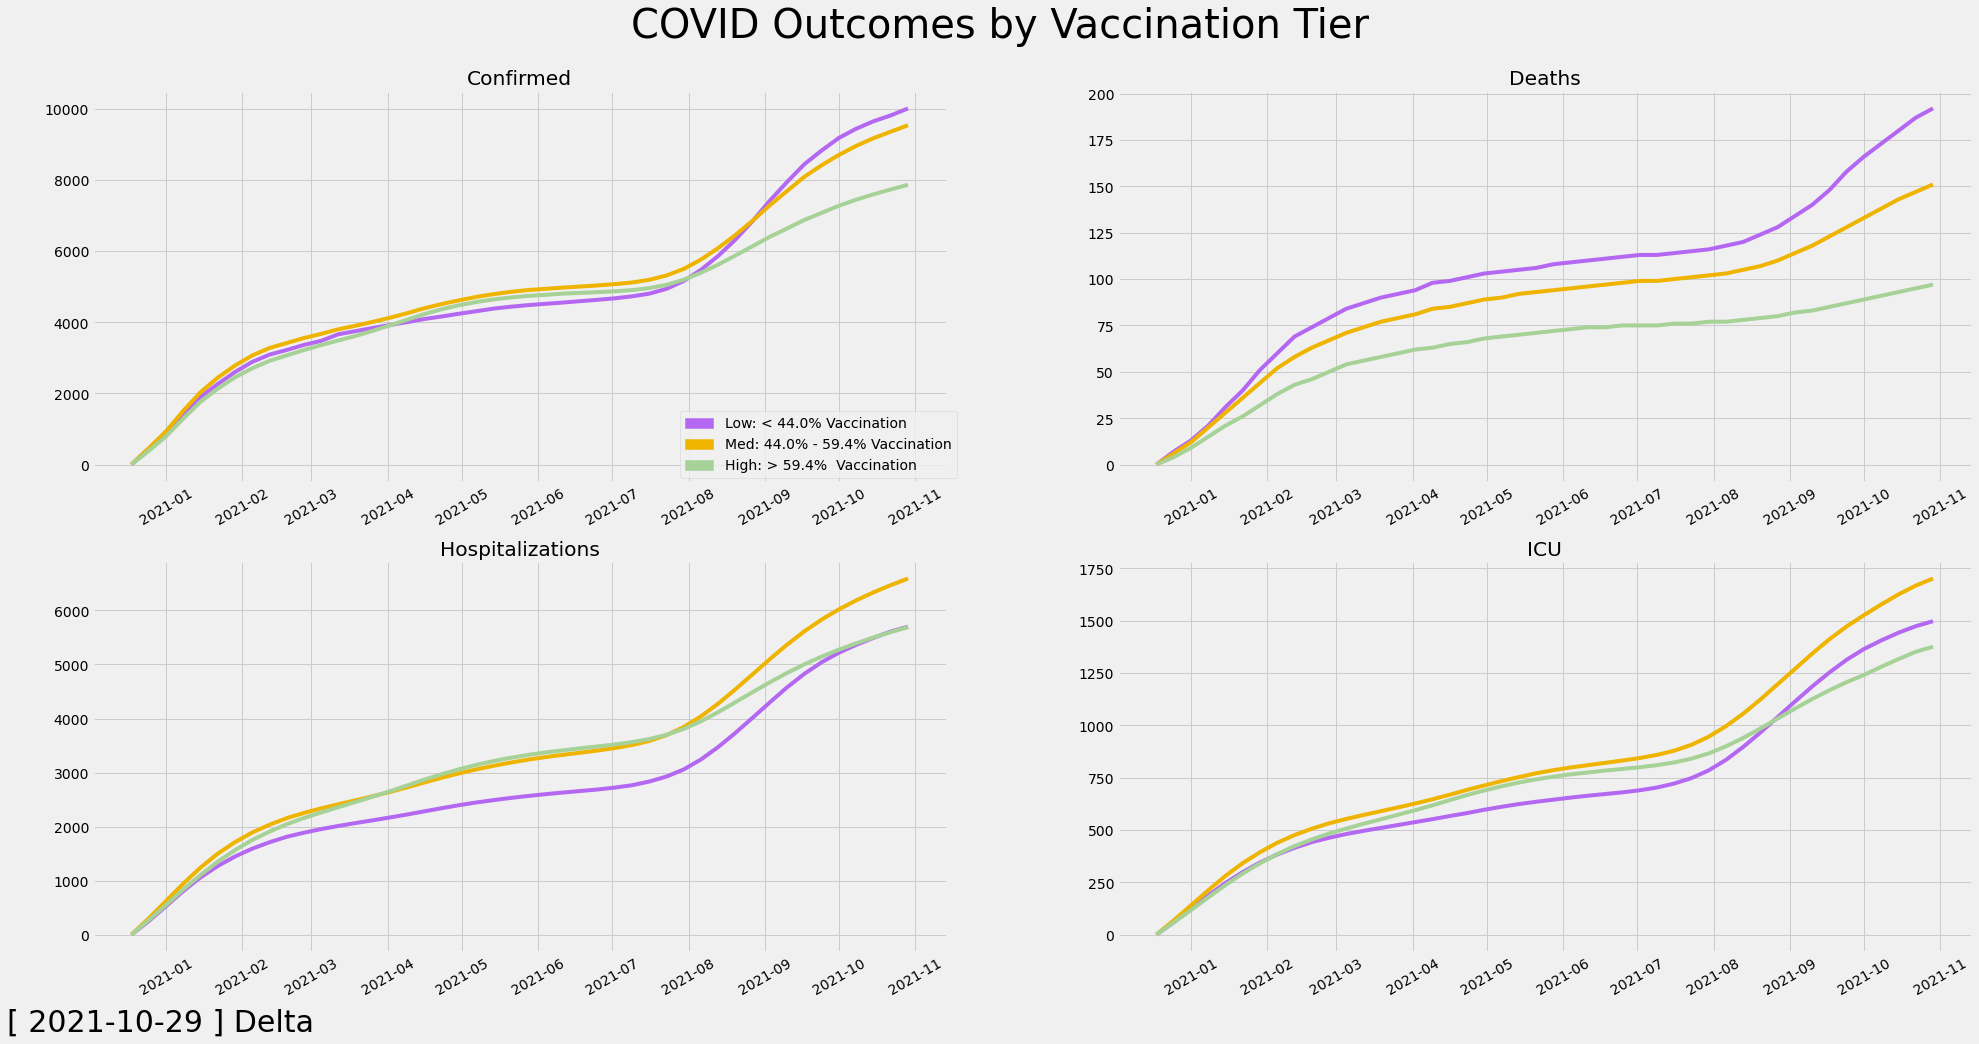 COVID Outcomes by Vaccination Tier
Confirmed
10000
8000
6000
4000
2000
0
Low: < 44.0% Vaccination
Med: 44.0% - 59.4% Vaccination
High: > 59.4%  Vaccination
2021-01 2021-02 2021-03 2021-04 2021-05 2021-06 2021-07 2021-08 2021-09 2021-10 2021-11
Deaths
200
175
150
125
100
75
50
25
0
2021-01 2021-02 2021-03 2021-04 2021-05 2021-06 2021-07 2021-08 2021-09 2021-10 2021-11
Hospitalizations
6000
5000
4000
3000
2000
1000
0
2021-01 2021-02 2021-03 2021-04 2021-05 2021-06 2021-07 2021-08 2021-09 2021-10 2021-11
ICU
1750
1500
1250
1000
750
500
250
0
2021-01 2021-02 2021-03 2021-04 2021-05 2021-06 2021-07 2021-08 2021-09 2021-10 2021-11
[ 2021-10-29 ] Delta